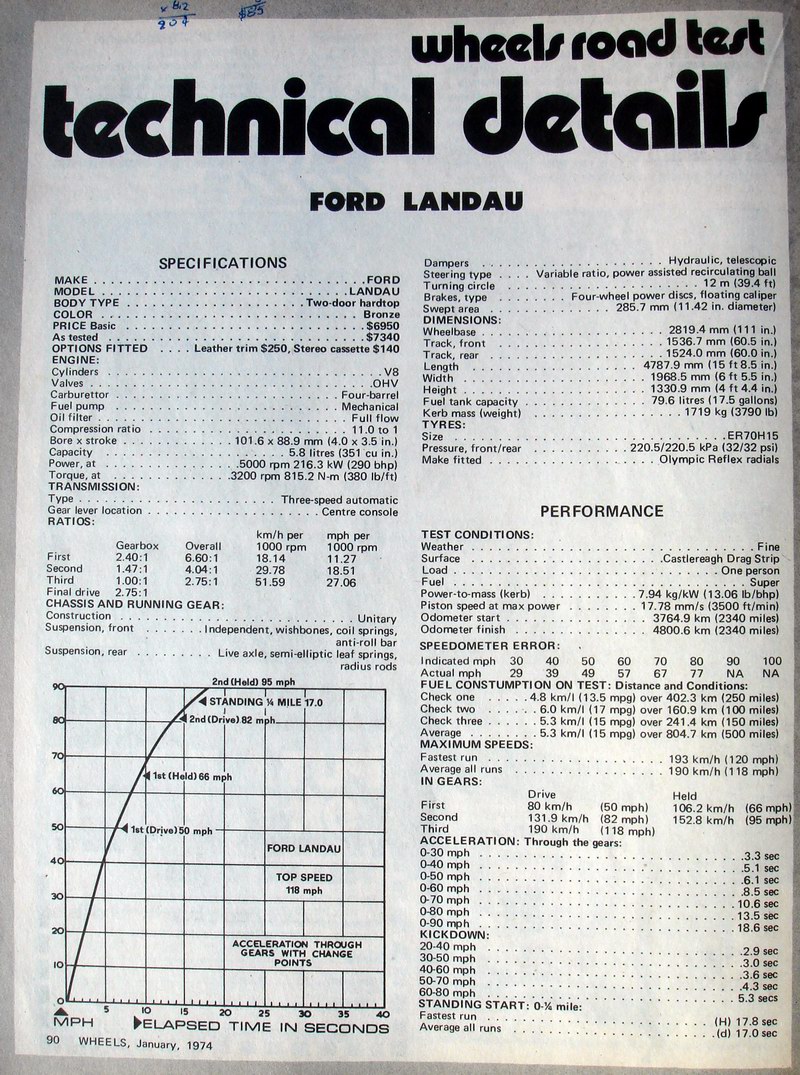 x 82
207
$85
wheels road test
technical details
FORD LANDAU
SPECIFICATIONS
MAKE . . . . . FORD
MODEL . . . . . LANDAU
BODY TYPE . . . . . Two-door hardtop
COLOR . . . . . Bronze
PRICE Basic . . . . . $6950
As tested . . . . . $7340
OPTIONS FITTED . . . . Leather trim $250, Stereo cassette $140
ENGINE:
Cylinders . . . . . V8
Valves . . . . . OHV
Carburettor . . . . . Four-barrel
Fuel pump . . . . . Mechanical
Oil filter . . . . . Full flow
Compression ratio . . . . . 11.0 to 1
Bore x stroke . . . . . 101.6 x 88.9 mm (4.0 x 3.5 in.)
Capacity . . . . . 5.8 litres (351 cu in.)
Power, at . . . . . 5000 rpm 216.3 kW (290 bhp)
Torque, at . . . . . 3200 rpm 815.2 N-m (380 lb/ft)
TRANSMISSION:
Type . . . . . Three-speed automatic
Gear lever location . . . . . Centre console
RATIOS:
km/h per mph per
Gearbox Overall 1000 rpm 1000 rpm
First 2.40:1 6.60:1 18.14 11.27
Second 1.47:1 4.04:1 29.78 18.51
Third 1.00:1 2.75:1 51.59 27.06
Final drive 2.75:1
CHASSIS AND RUNNING GEAR:
Construction . . . . . Unitary
Suspension, front . . . . . Independent, wishbones, coil springs,
anti-roll bar
Suspension, rear . . . . . Live axle, semi-elliptic leaf springs,
radius rods
2nd (Held) 95 mph
90
STANDING ¼ MILE 17.0
80
2nd (Drive) 82 mph
70
1st (Held) 66 mph
60
50
1st (Drive) 50 mph
FORD LANDAU
40
TOP SPEED
118 mph
30
20
ACCELERATION THROUGH
GEARS WITH CHANGE
POINTS
10
0
5 10 15 20 25 30 35 40
MPH ELAPSED TIME IN SECONDS
90 WHEELS, January, 1974
Dampers . . . . . Hydraulic, telescopic
Steering type . . . . Variable ratio, power assisted recirculating ball
Turning circle . . . . . 12 m (39.4 ft)
Brakes, type . . . . . Four-wheel power discs, floating caliper
Swept area . . . . . 285.7 mm (11.42 in. diameter)
DIMENSIONS:
Wheelbase . . . . . 2819.4 mm (111 in.)
Track, front . . . . . 1536.7 mm (60.5 in.)
Track, rear . . . . . 1524.0 mm (60.0 in.)
Length . . . . . 4787.9 mm (15 ft 8.5 in.)
Width . . . . . 1968.5 mm (6 ft 5.5 in.)
Height . . . . . 1330.9 mm (4 ft 4.4 in.)
Fuel tank capacity . . . . . 79.6 litres (17.5 gallons)
Kerb mass (weight) . . . . . 1719 kg (3790 lb)
TYRES:
Size . . . . . ER70H15
Pressure, front/rear . . . . . 220.5/220.5 kPa (32/32 psi)
Make fitted . . . . . Olympic Reflex radials
PERFORMANCE
TEST CONDITIONS:
Weather . . . . . Fine
Surface . . . . . Castlereagh Drag Strip
Load . . . . . One person
Fuel . . . . . Super
Power-to-mass (kerb) . . . . . 7.94 kg/kW (13.06 lb/bhp)
Piston speed at max power . . . . . 17.78 mm/s (3500 ft/min)
Odometer start . . . . . 3764.9 km (2340 miles)
Odometer finish . . . . . 4800.6 km (2340 miles)
SPEEDOMETER ERROR:
Indicated mph 30 40 50 60 70 80 90 100
Actual mph 29 39 49 57 67 77 NA NA
FUEL CONSTUMPTION ON TEST: Distance and Conditions:
Check one . . . . . 4.8 km/l (13.5 mpg) over 402.3 km (250 miles)
Check two . . . . . 6.0 km/l (17 mpg) over 160.9 km (100 miles)
Check three . . . . . 5.3 km/l (15 mpg) over 241.4 km (150 miles)
Average . . . . . 5.3 km/l (15 mpg) over 804.7 km (500 miles)
MAXIMUM SPEEDS:
Fastest run . . . . . 193 km/h (120 mph)
Average all runs . . . . . 190 km/h (118 mph)
IN GEARS:
Drive Held
First 80 km/h (50 mph) 106.2 km/h (66 mph)
Second 131.9 km/h (82 mph) 152.8 km/h (95 mph)
Third 190 km/h (118 mph)
ACCELERATION: Through the gears:
0-30 mph . . . . . 3.3 sec
0-40 mph . . . . . 5.1 sec
0-50 mph . . . . . 6.1 sec
0-60 mph . . . . . 8.5 sec
0-70 mph . . . . . 10.6 sec
0-80 mph . . . . . 13.5 sec
0-90 mph . . . . . 18.6 sec
KICKDOWN:
20-40 mph . . . . . 2.9 sec
30-50 mph . . . . . 3.0 sec
40-60 mph . . . . . 3.6 sec
50-70 mph . . . . . 4.3 sec
60-80 mph . . . . . 5.3 secs
STANDING START: 0-¼ mile:
Fastest run . . . . . (H) 17.8 sec
Average all runs . . . . . (d) 17.0 sec